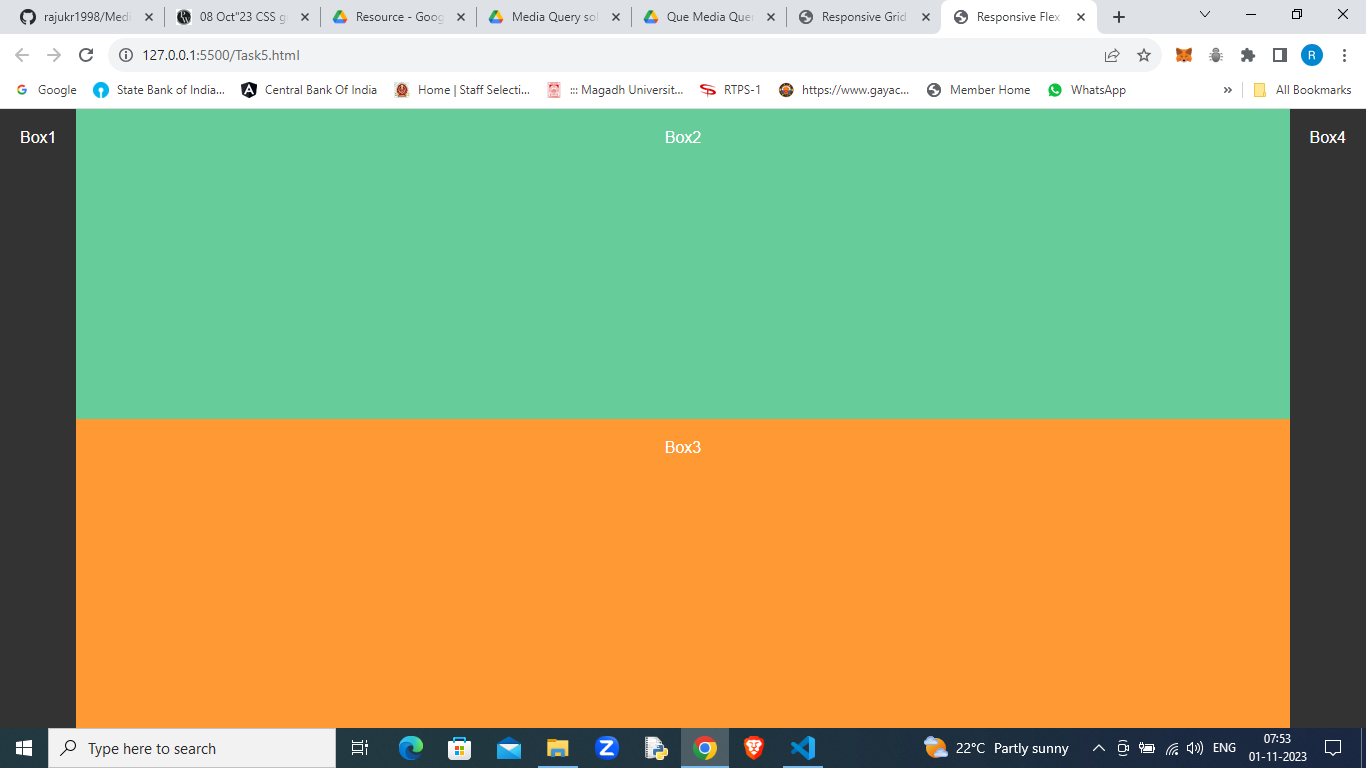 rajukr1998/Medi
08 Oct"23 CSS g
Resource - Goog
Media Query sol
Que Media Quer
Responsive Grid
Responsive Flex
127.0.0.1:5500/Task5.html
R
Google
State Bank of India...
Central Bank Of India
Home | Staff Selecti...
::: Magadh Universit...
RTPS-1
https://www.gayac...
Member Home
WhatsApp
»
All Bookmarks
Box1
Box2
Box4
Box3
Type here to search
22°C Partly sunny
ENG
07:53
01-11-2023